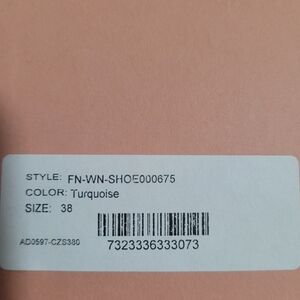 STYLE: FN-WN-SHOE000675
COLOR: Turquoise
SIZE: 38
AD0597-CZS380
7323336333073